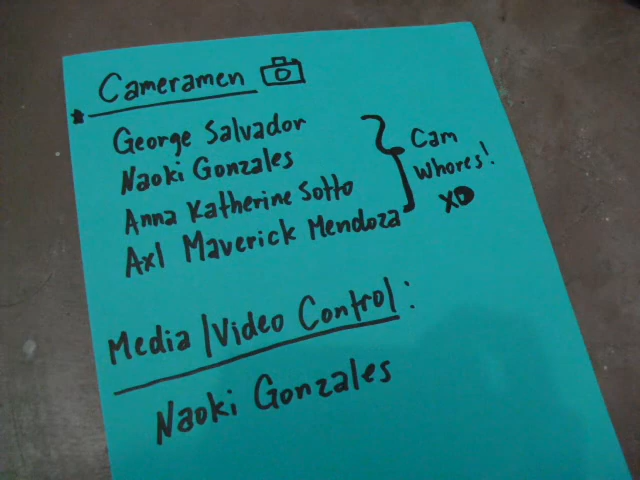 Cameramen
George Salvador
Naoki Gonzales
Anna Katherine Sotto
Axl Maverick Mendoza
Cam
Whores!
XD
Media/Video Control:
Naoki Gonzales